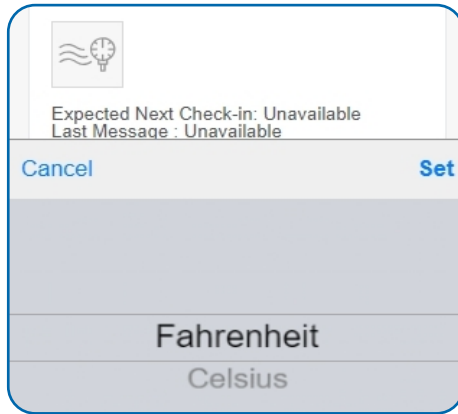 Expected Next Check-in: Unavailable
Last Message : Unavailable
Cancel Set
Fahrenheit
Celsius